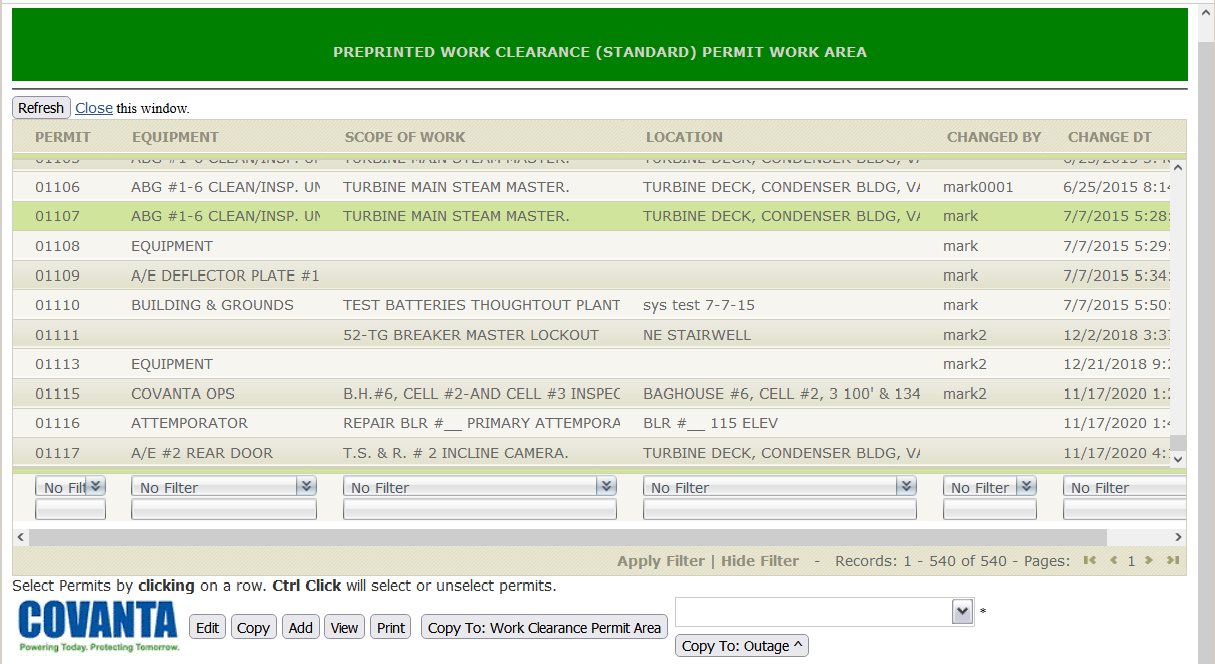 PREPRINTED WORK CLEARANCE (STANDARD) PERMIT WORK AREA
Refresh Close this window.
PERMIT EQUIPMENT SCOPE OF WORK LOCATION CHANGED BY CHANGE DT
01106 ABG #1-6 CLEAN/INSP. UN TURBINE MAIN STEAM MASTER. TURBINE DECK, CONDENSER BLDG, VA mark0001 6/25/2015 8:14
01107 ABG #1-6 CLEAN/INSP. UN TURBINE MAIN STEAM MASTER. TURBINE DECK, CONDENSER BLDG, VA mark 7/7/2015 5:28:
01108 EQUIPMENT mark 7/7/2015 5:29:
01109 A/E DEFLECTOR PLATE #1 mark 7/7/2015 5:34:
01110 BUILDING & GROUNDS TEST BATTERIES THOUGHTOUT PLANT sys test 7-7-15 mark 7/7/2015 5:50:
01111 52-TG BREAKER MASTER LOCKOUT NE STAIRWELL mark2 12/2/2018 3:37
01113 EQUIPMENT mark2 12/21/2018 9:2
01115 COVANTA OPS B.H.#6, CELL #2-AND CELL #3 INSPEC BAGHOUSE #6, CELL #2, 3 100' & 134 mark2 11/17/2020 1:2
01116 ATTEMPORATOR REPAIR BLR #__ PRIMARY ATTEMPORA BLR #__ 115 ELEV 11/17/2020 1:4
01117 A/E #2 REAR DOOR T.S. & R. # 2 INCLINE CAMERA. TURBINE DECK, CONDENSER BLDG, VA 11/17/2020 4:
No Filt No Filter No Filter No Filter No Filter No Filter
Apply Filter | Hide Filter - Records: 1 - 540 of 540 - Pages: 1
Select Permits by clicking on a row. Ctrl Click will select or unselect permits.
COVANTA
Powering Today. Protecting Tomorrow.
Edit Copy Add View Print Copy To: Work Clearance Permit Area *
Copy To: Outage ^